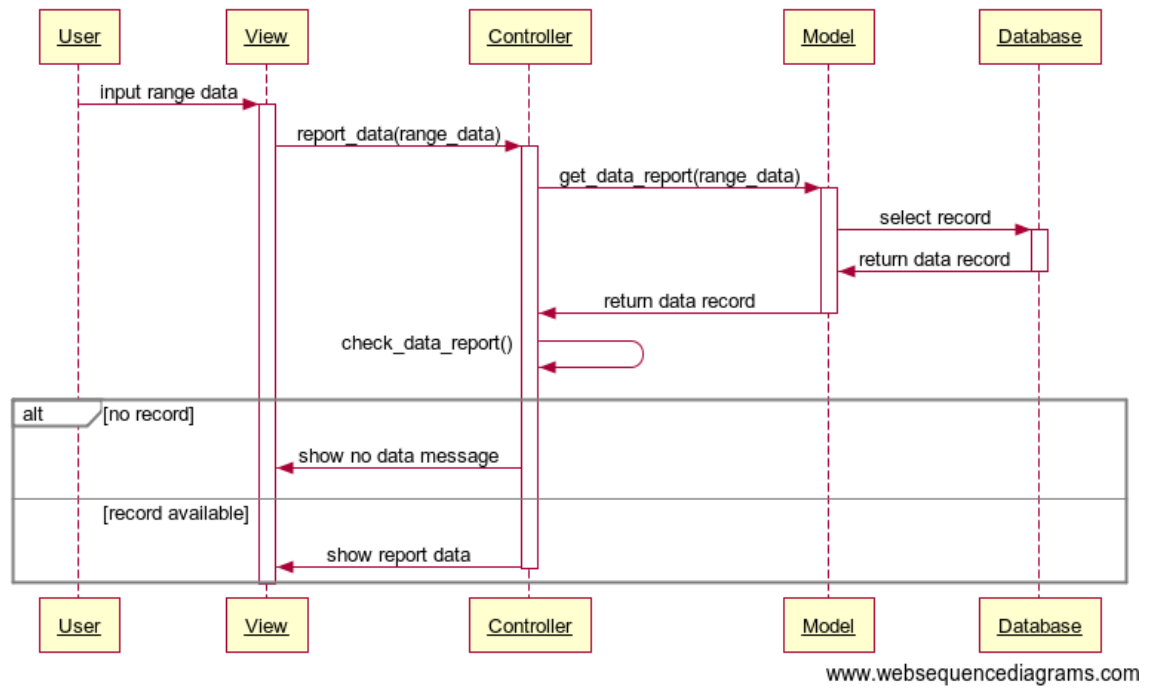 User
View
Controller
Model
Database
input range data
report_data(range_data)
get_data_report(range_data)
select record
return data record
return data record
check_data_report()
alt
[no record]
show no data message
[record available]
show report data
User
View
Controller
Model
Database
www.websequencediagrams.com